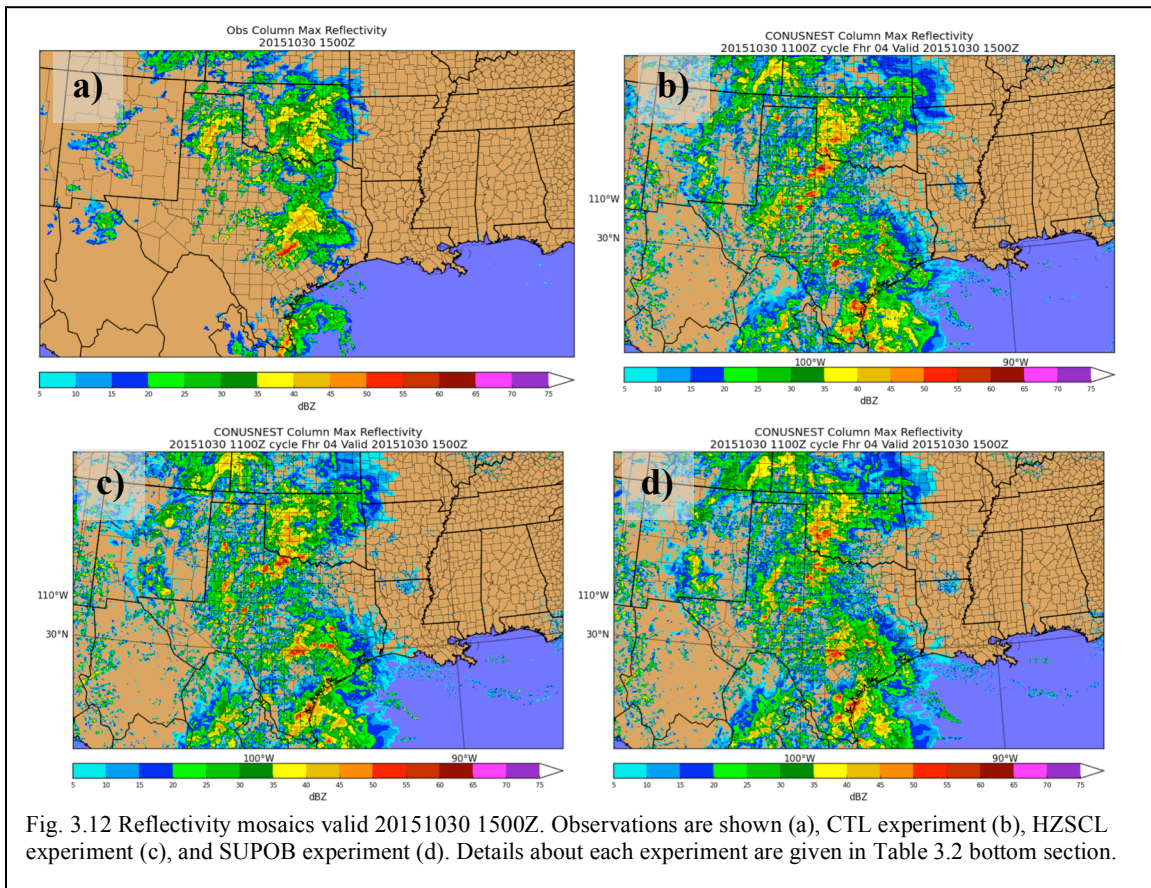 Obs Column Max Reflectivity
20151030 1500Z
a)
5 10 15 20 25 30 35 40 45 50 55 60 65 70 75
dBZ
CONUSNEST Column Max Reflectivity
20151030 1100Z cycle Fhr 04 Valid 20151030 1500Z
b)
110°W
30°N
100°W 90°W
5 10 15 20 25 30 35 40 45 50 55 60 65 70 75
dBZ
CONUSNEST Column Max Reflectivity
20151030 1100Z cycle Fhr 04 Valid 20151030 1500Z
c)
110°W
30°N
100°W 90°W
5 10 15 20 25 30 35 40 45 50 55 60 65 70 75
dBZ
CONUSNEST Column Max Reflectivity
20151030 1100Z cycle Fhr 04 Valid 20151030 1500Z
d)
110°W
30°N
100°W 90°W
5 10 15 20 25 30 35 40 45 50 55 60 65 70 75
dBZ
Fig. 3.12 Reflectivity mosaics valid 20151030 1500Z. Observations are shown (a), CTL experiment (b), HZSCL
experiment (c), and SUPOB experiment (d). Details about each experiment are given in Table 3.2 bottom section.